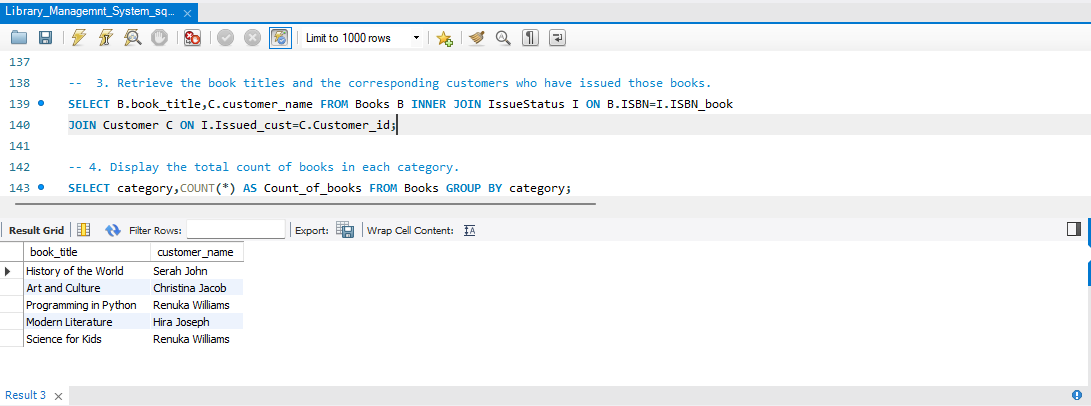 Library_Managemnt_System_sq...
Limit to 1000 rows
137
138 -- 3. Retrieve the book titles and the corresponding customers who have issued those books.
139 SELECT B.book_title,C.customer_name FROM Books B INNER JOIN IssueStatus I ON B.ISBN=I.ISBN_book
140 JOIN Customer C ON I.Issued_cust=C.Customer_id;
141
142 -- 4. Display the total count of books in each category.
143 SELECT category,COUNT(*) AS Count_of_books FROM Books GROUP BY category;
Result Grid Filter Rows: Export: Wrap Cell Content:
book_title customer_name
History of the World Serah John
Art and Culture Christina Jacob
Programming in Python Renuka Williams
Modern Literature Hira Joseph
Science for Kids Renuka Williams
Result 3